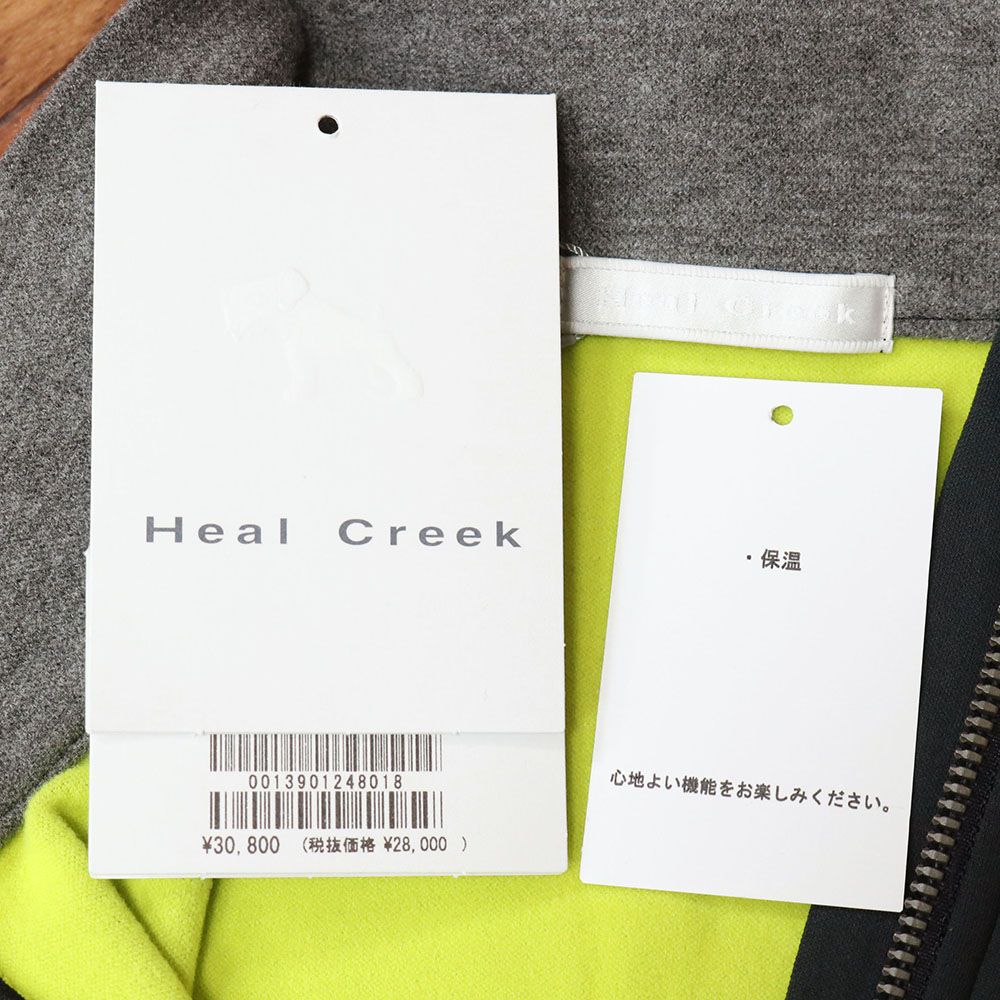 Heal Creek
Heal Creek
・保温
心地よい機能をお楽しみください。
0013901248018
¥30,800 (税抜価格 ¥28,000 )